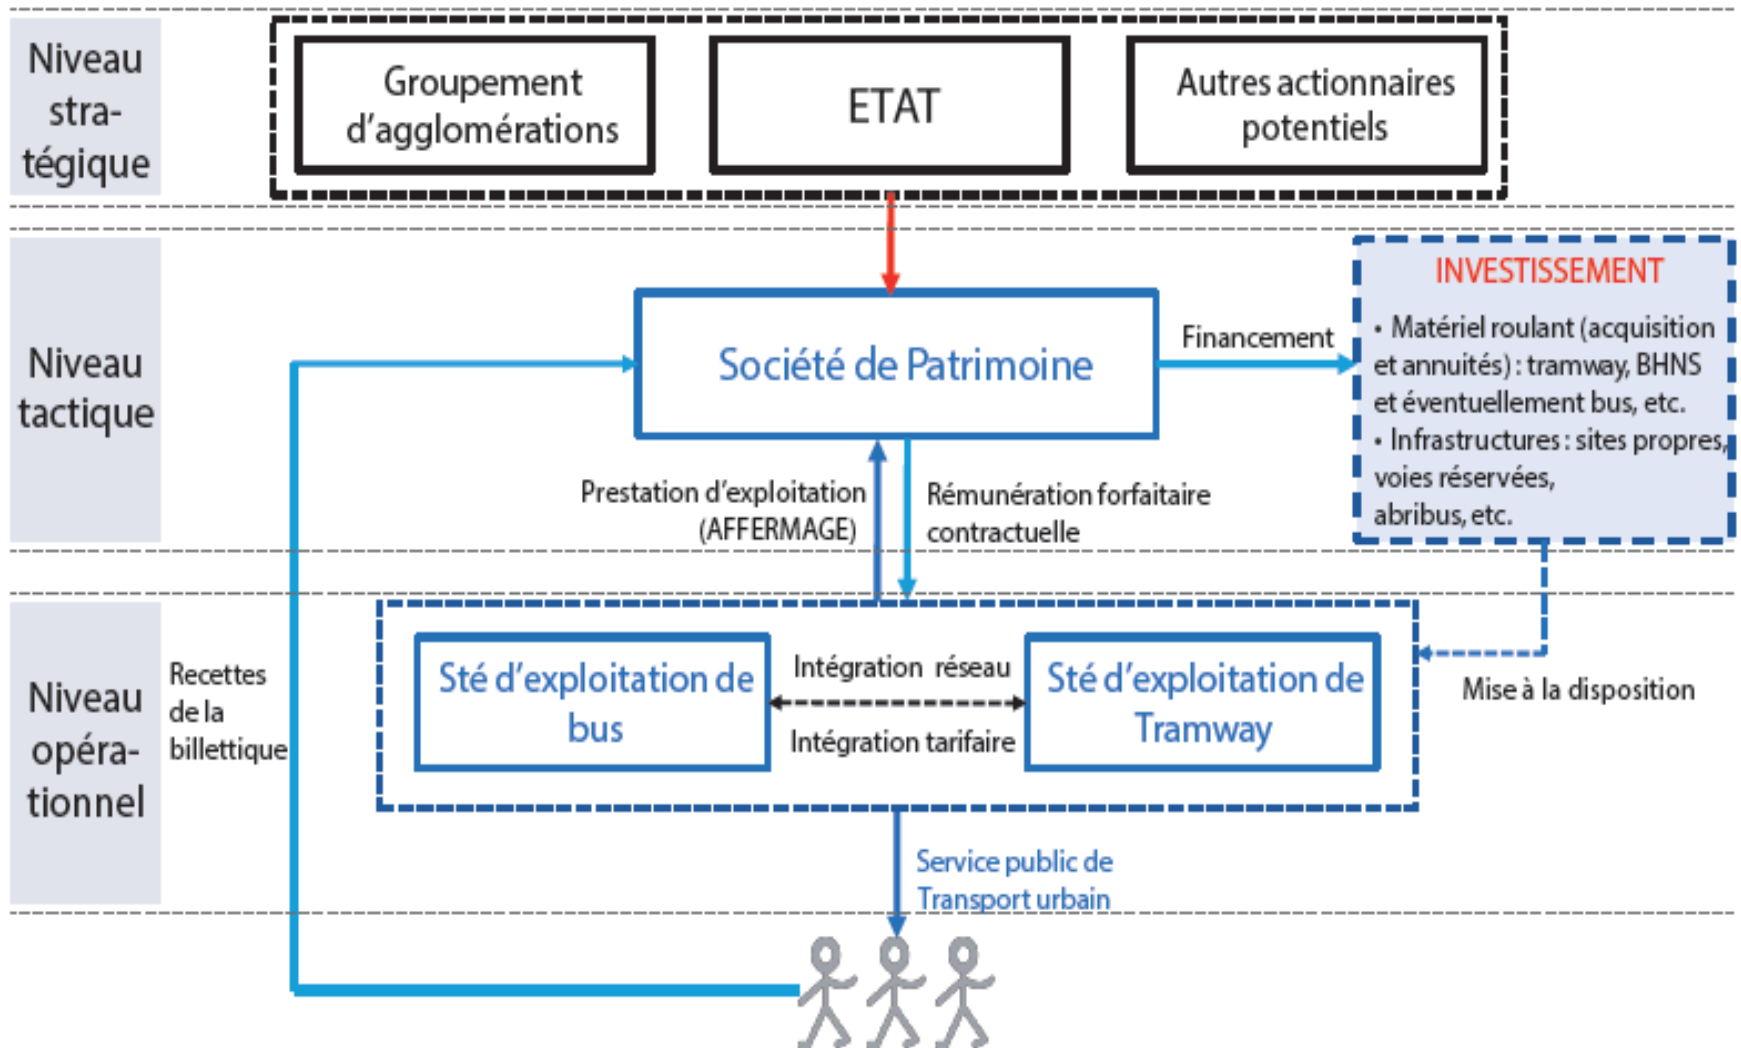 Niveau
stra-
tégique
Groupement
d’agglomérations
ETAT
Autres actionnaires
potentiels
Niveau
tactique
Société de Patrimoine
Financement
INVESTISSEMENT
• Matériel roulant (acquisition
et annuités) : tramway, BHNS
et éventuellement bus, etc.
• Infrastructures : sites propres,
voies réservées,
abribus, etc.
Prestation d’exploitation
(AFFERMAGE)
Rémunération forfaitaire
contractuelle
Niveau
opéra-
tionnel
Recettes
de la
billettique
Sté d’exploitation de
bus
Intégration réseau
Intégration tarifaire
Sté d’exploitation de
Tramway
Mise à la disposition
Service public de
Transport urbain